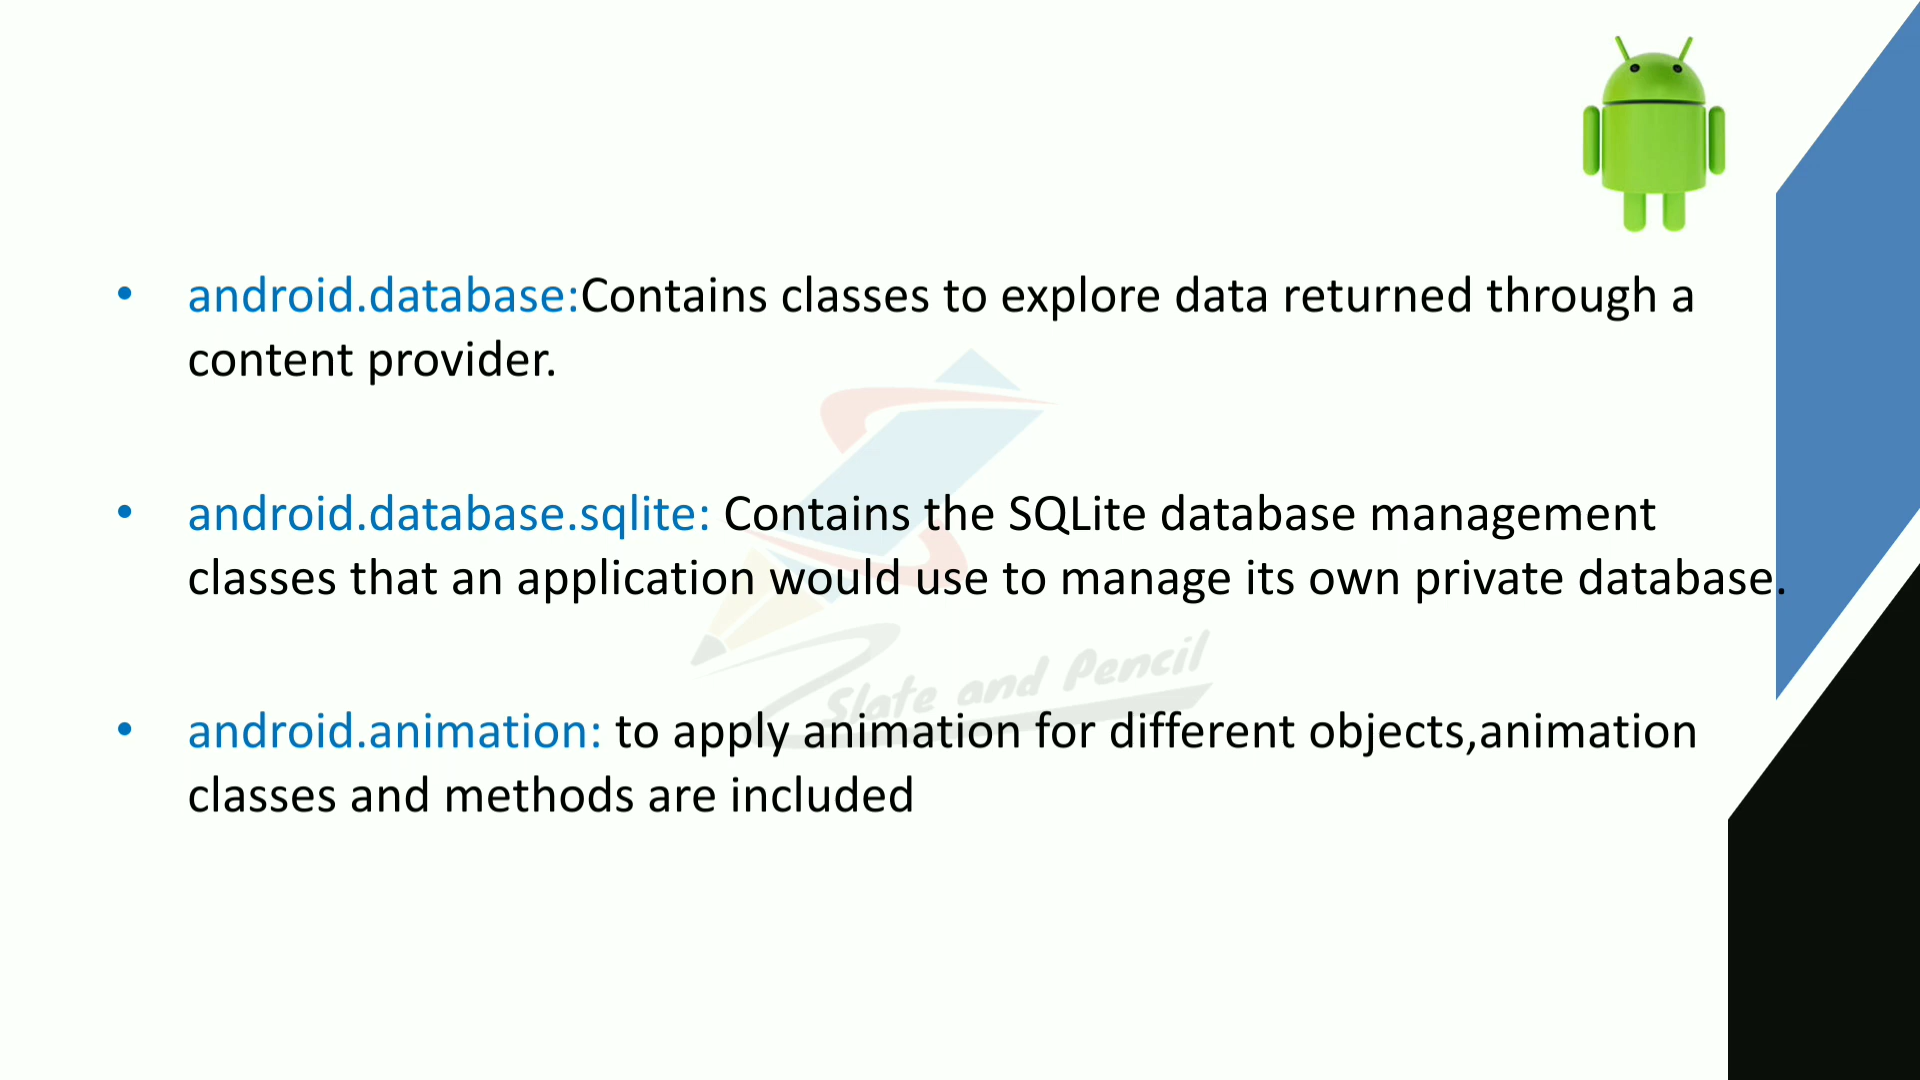 • android.database:Contains classes to explore data returned through a
content provider.
• android.database.sqlite: Contains the SQLite database management
classes that an application would use to manage its own private database.
Slate and Pencil
• android.animation: to apply animation for different objects,animation
classes and methods are included